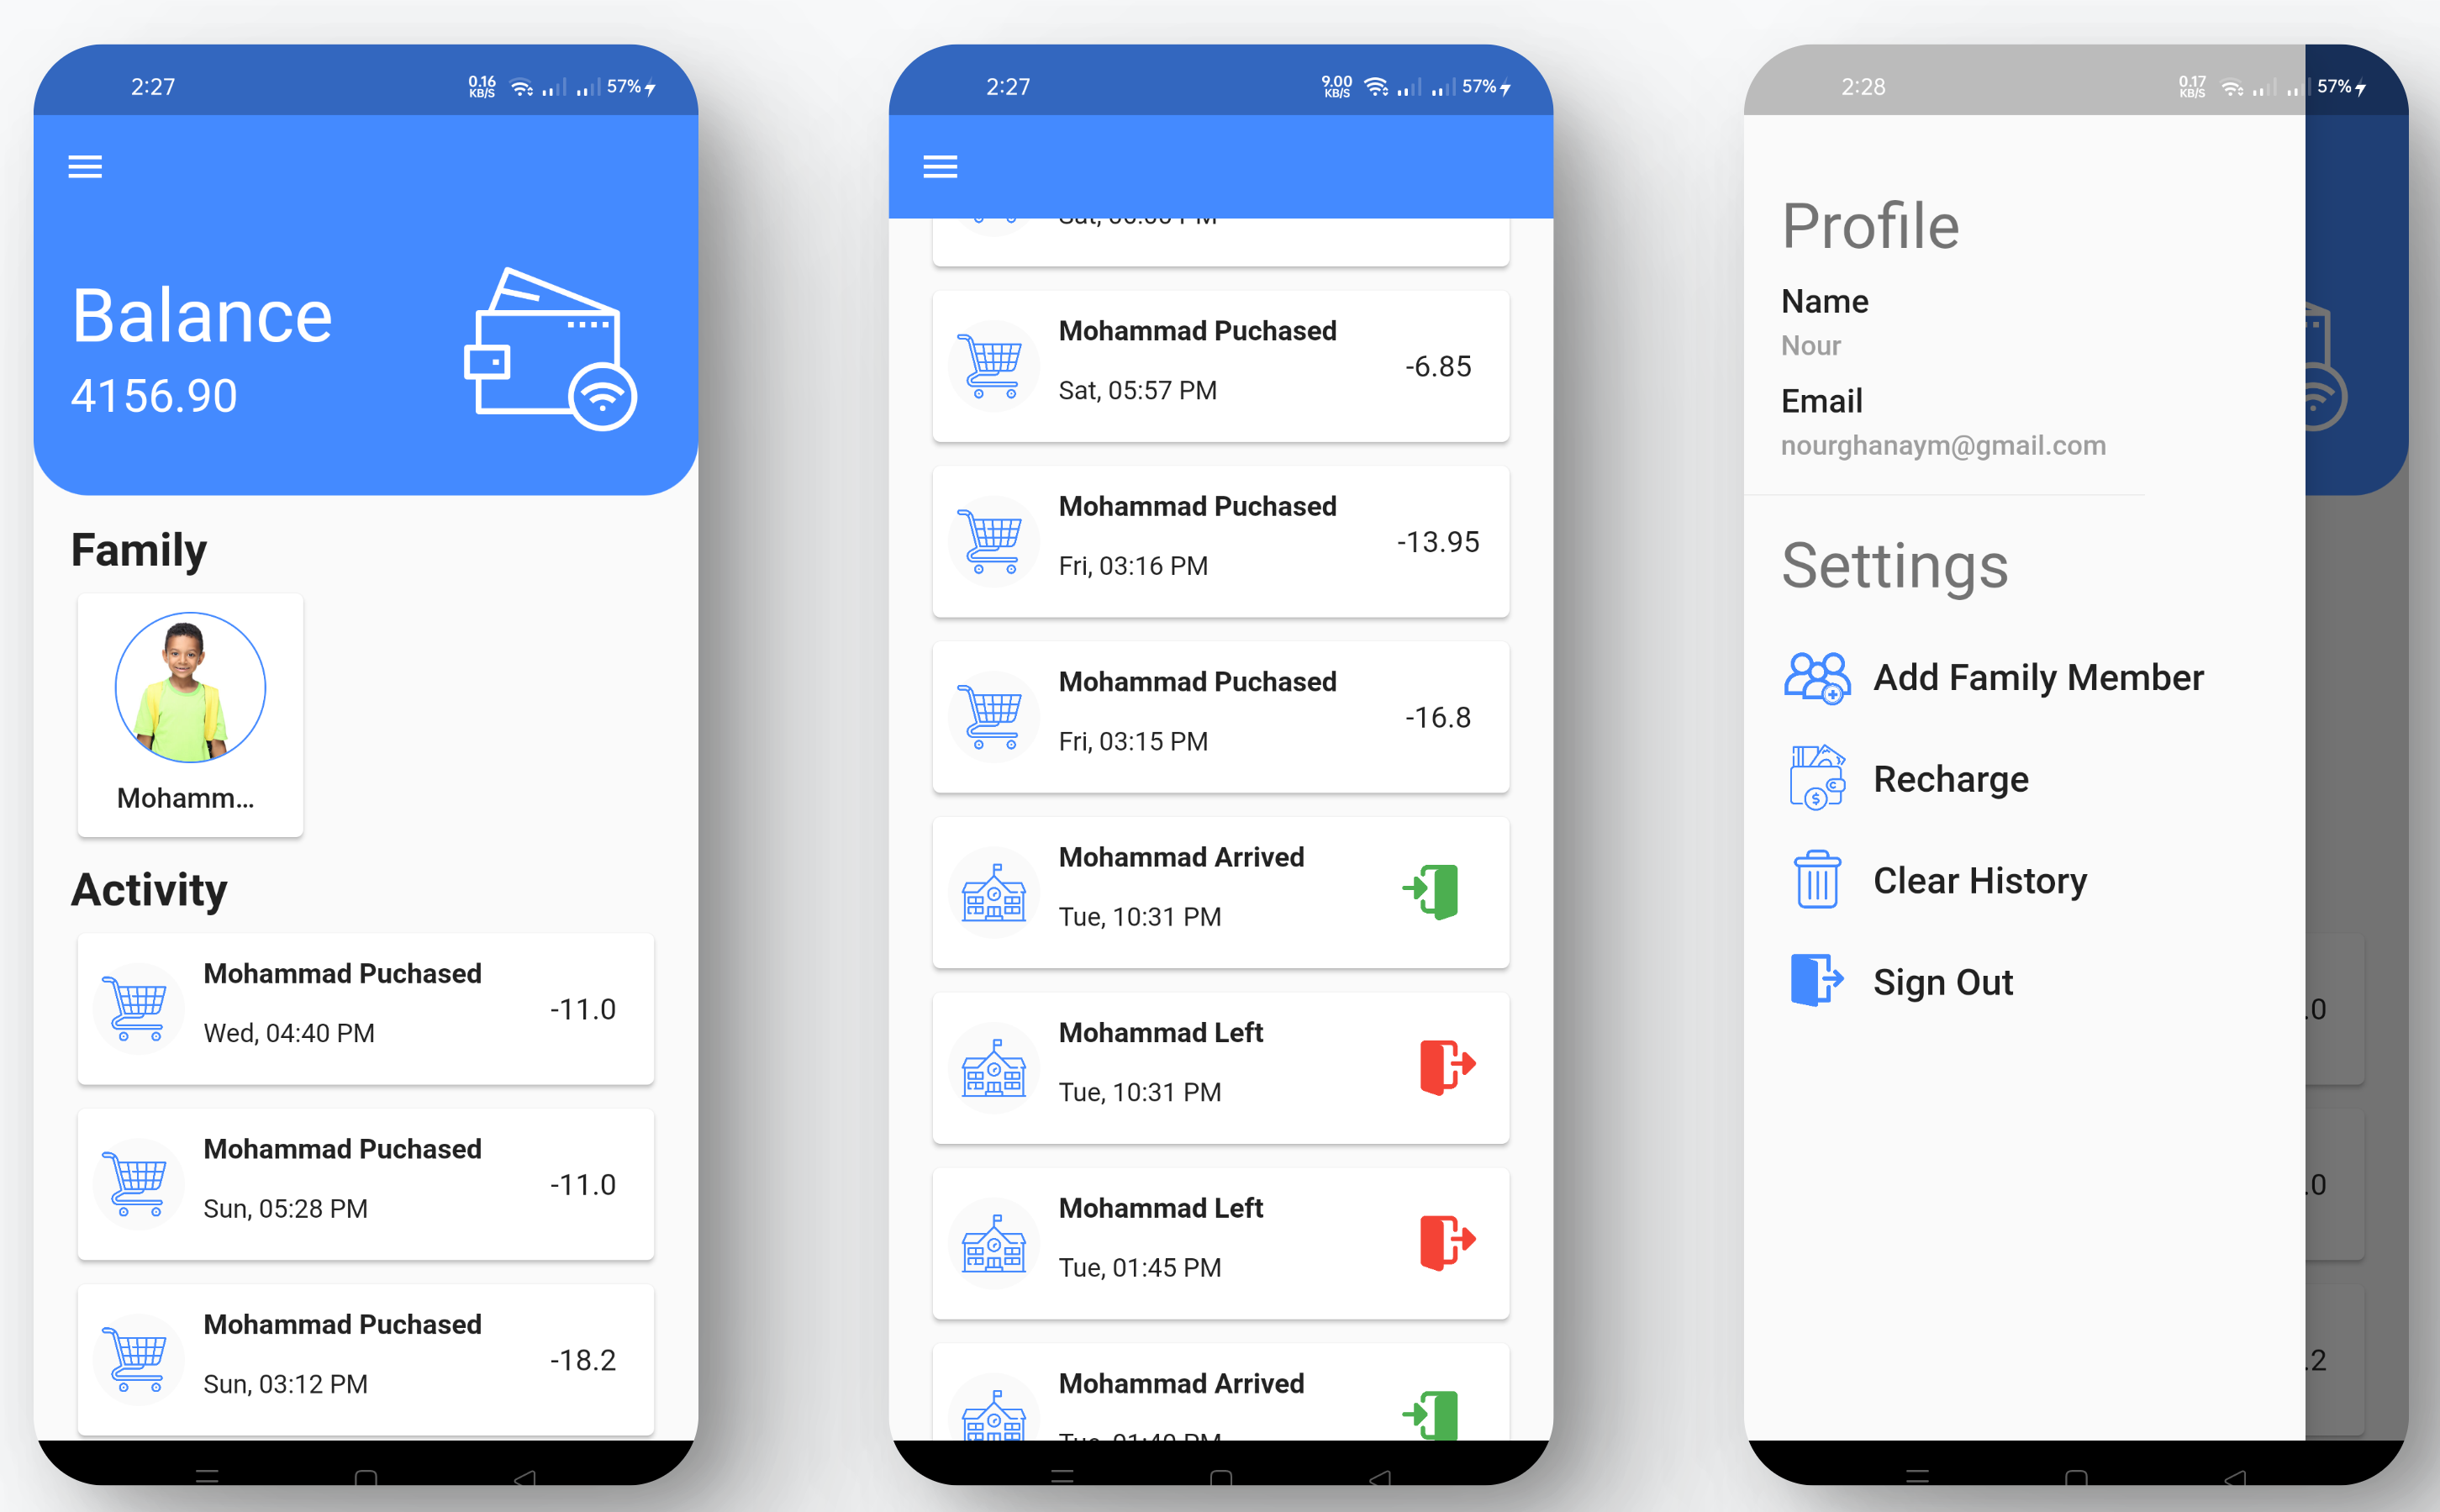 2:27
0.16
KB/S
57%
Balance
4156.90
Family
Mohamm...
Activity
Mohammad Puchased
-11.0
Wed, 04:40 PM
Mohammad Puchased
-11.0
Sun, 05:28 PM
Mohammad Puchased
-18.2
Sun, 03:12 PM
2:27
9.00
KB/S
57%
Mohammad Puchased
-6.85
Sat, 05:57 PM
Mohammad Puchased
-13.95
Fri, 03:16 PM
Mohammad Puchased
-16.8
Fri, 03:15 PM
Mohammad Arrived
Tue, 10:31 PM
Mohammad Left
Tue, 10:31 PM
Mohammad Left
Tue, 01:45 PM
Mohammad Arrived
2:28
0.17
KB/S
57%
Profile
Name
Nour
Email
nourghanaym@gmail.com
Settings
Add Family Member
Recharge
Clear History
Sign Out
.0
.0
.2